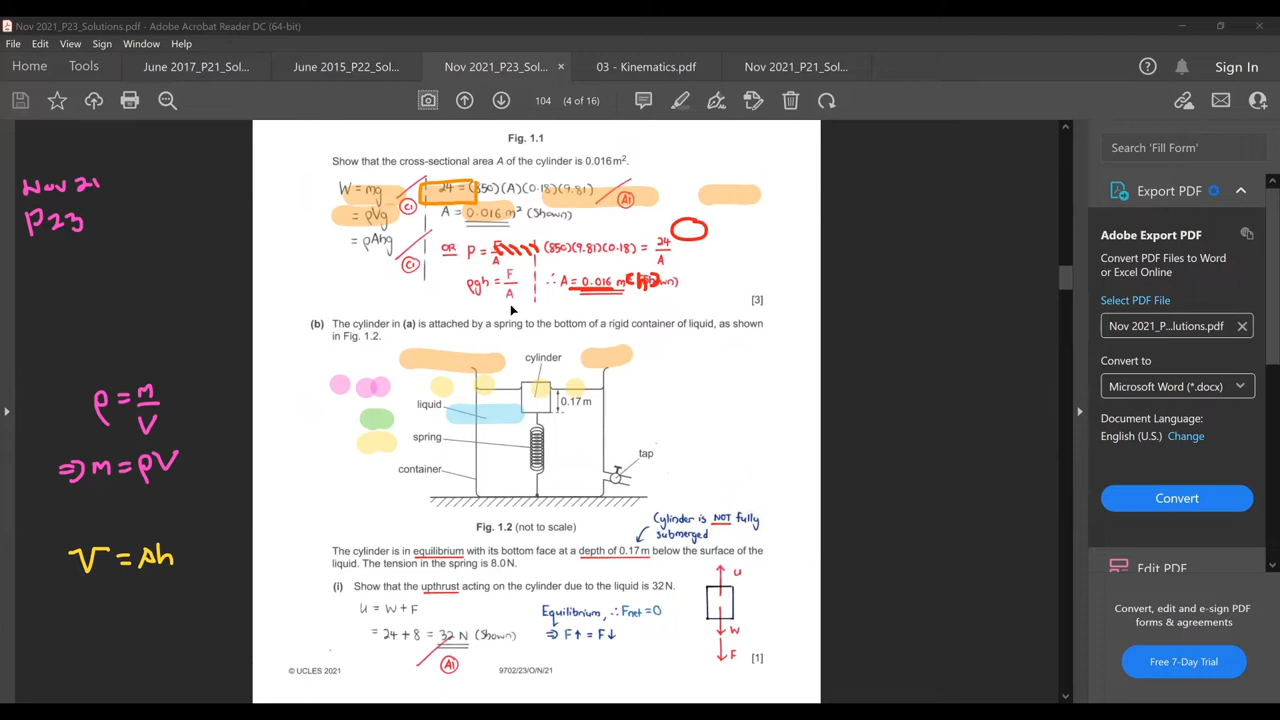 Nov 2021_P23_Solutions.pdf - Adobe Acrobat Reader DC (64-bit)
File Edit View Sign Window Help
Home Tools June 2017_P21_Sol... June 2015_P22_Sol... Nov 2021_P23_Sol... × 03 - Kinematics.pdf Nov 2021_P21_Sol... Sign In
104 (4 of 16)
Fig. 1.1
Show that the cross-sectional area A of the cylinder is 0.016 m².
Nov 21
P23
W = mg
= ρVg
= ρAhg
C1
C1
24 = (850)(A)(0.18)(9.81)
A1
A = 0.016 m² (Shown)
OR P = F/A
(850)(9.81)(0.18) = 24/A
ρgh = F/A
∴ A = 0.016 m
[3]
(b) The cylinder in (a) is attached by a spring to the bottom of a rigid container of liquid, as shown
in Fig. 1.2.
cylinder
liquid
0.17 m
spring
tap
container
ρ = m/V
⇒ m = ρV
V = Ah
Fig. 1.2 (not to scale)
Cylinder is NOT fully
submerged
The cylinder is in equilibrium with its bottom face at a depth of 0.17 m below the surface of the
liquid. The tension in the spring is 8.0 N.
(i) Show that the upthrust acting on the cylinder due to the liquid is 32 N.
U = W + F
= 24 + 8 = 32 N (Shown)
A1
Equilibrium, ∴ Fnet = 0
⇒ F↑ = F↓
U
W
F
[1]
© UCLES 2021 9702/23/O/N/21
Search 'Fill Form'
Export PDF
Adobe Export PDF
Convert PDF Files to Word
or Excel Online
Select PDF File
Nov 2021_P...lutions.pdf ×
Convert to
Microsoft Word (*.docx)
Document Language:
English (U.S.) Change
Convert
Edit PDF
Convert, edit and e-sign PDF
forms & agreements
Free 7-Day Trial